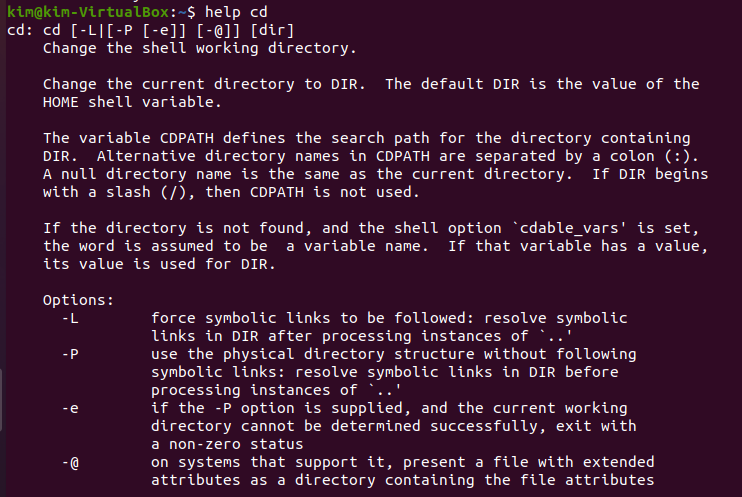 kim@kim-VirtualBox:~$ help cd
cd: cd [-L|[-P [-e]] [-@]] [dir]
Change the shell working directory.
Change the current directory to DIR.  The default DIR is the value of the
HOME shell variable.
The variable CDPATH defines the search path for the directory containing
DIR.  Alternative directory names in CDPATH are separated by a colon (:).
A null directory name is the same as the current directory.  If DIR begins
with a slash (/), then CDPATH is not used.
If the directory is not found, and the shell option `cdable_vars' is set,
the word is assumed to be  a variable name.  If that variable has a value,
its value is used for DIR.
Options:
-L        force symbolic links to be followed: resolve symbolic
links in DIR after processing instances of `..'
-P        use the physical directory structure without following
symbolic links: resolve symbolic links in DIR before
processing instances of `..'
-e        if the -P option is supplied, and the current working
directory cannot be determined successfully, exit with
a non-zero status
-@        on systems that support it, present a file with extended
attributes as a directory containing the file attributes